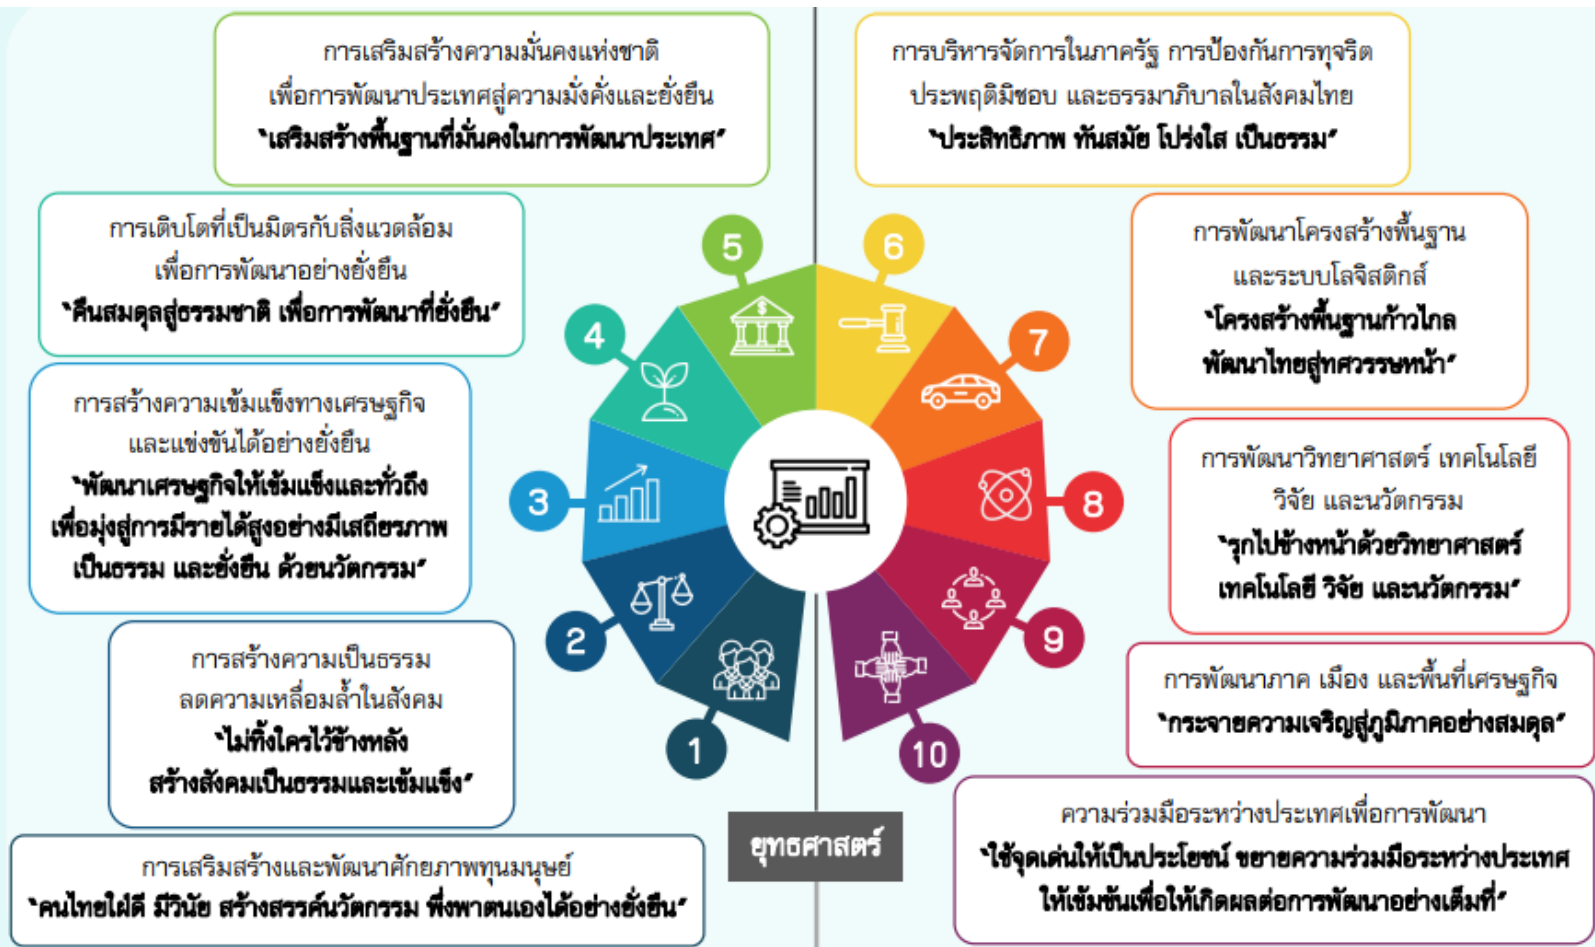 การเสริมสร้างความมั่นคงแห่งชาติ
เพื่อการพัฒนาประเทศสู่ความมั่งคั่งและยั่งยืน
“เสริมสร้างพื้นฐานที่มั่นคงในการพัฒนาประเทศ”
การบริหารจัดการในภาครัฐ การป้องกันการทุจริต
ประพฤติมิชอบ และธรรมาภิบาลในสังคมไทย
“ประสิทธิภาพ ทันสมัย โปร่งใส เป็นธรรม”
การเติบโตที่เป็นมิตรกับสิ่งแวดล้อม
เพื่อการพัฒนาอย่างยั่งยืน
“คืนสมดุลสู่ธรรมชาติ เพื่อการพัฒนาที่ยั่งยืน”
การพัฒนาโครงสร้างพื้นฐาน
และระบบโลจิสติกส์
“โครงสร้างพื้นฐานก้าวไกล
พัฒนาไทยสู่ทศวรรษหน้า”
การสร้างความเข้มแข็งทางเศรษฐกิจ
และแข่งขันได้อย่างยั่งยืน
“พัฒนาเศรษฐกิจให้เข้มแข็งและทั่วถึง
เพื่อมุ่งสู่การมีรายได้สูงอย่างมีเสถียรภาพ
เป็นธรรม และยั่งยืน ด้วยนวัตกรรม”
การพัฒนาวิทยาศาสตร์ เทคโนโลยี
วิจัย และนวัตกรรม
“รุกไปข้างหน้าด้วยวิทยาศาสตร์
เทคโนโลยี วิจัย และนวัตกรรม”
การสร้างความเป็นธรรม
ลดความเหลื่อมล้ำในสังคม
“ไม่ทิ้งใครไว้ข้างหลัง
สร้างสังคมเป็นธรรมและเข้มแข็ง”
การพัฒนาภาค เมือง และพื้นที่เศรษฐกิจ
“กระจายความเจริญสู่ภูมิภาคอย่างสมดุล”
การเสริมสร้างและพัฒนาศักยภาพทุนมนุษย์
“คนไทยใฝ่ดี มีวินัย สร้างสรรค์นวัตกรรม พึ่งพาตนเองได้อย่างยั่งยืน”
ความร่วมมือระหว่างประเทศเพื่อการพัฒนา
“ใช้จุดเด่นให้เป็นประโยชน์ ขยายความร่วมมือระหว่างประเทศ
ให้เข้มข้นเพื่อให้เกิดผลต่อการพัฒนาอย่างเต็มที่”
5
6
4
7
3
8
2
9
1
10
$
ยุทธศาสตร์